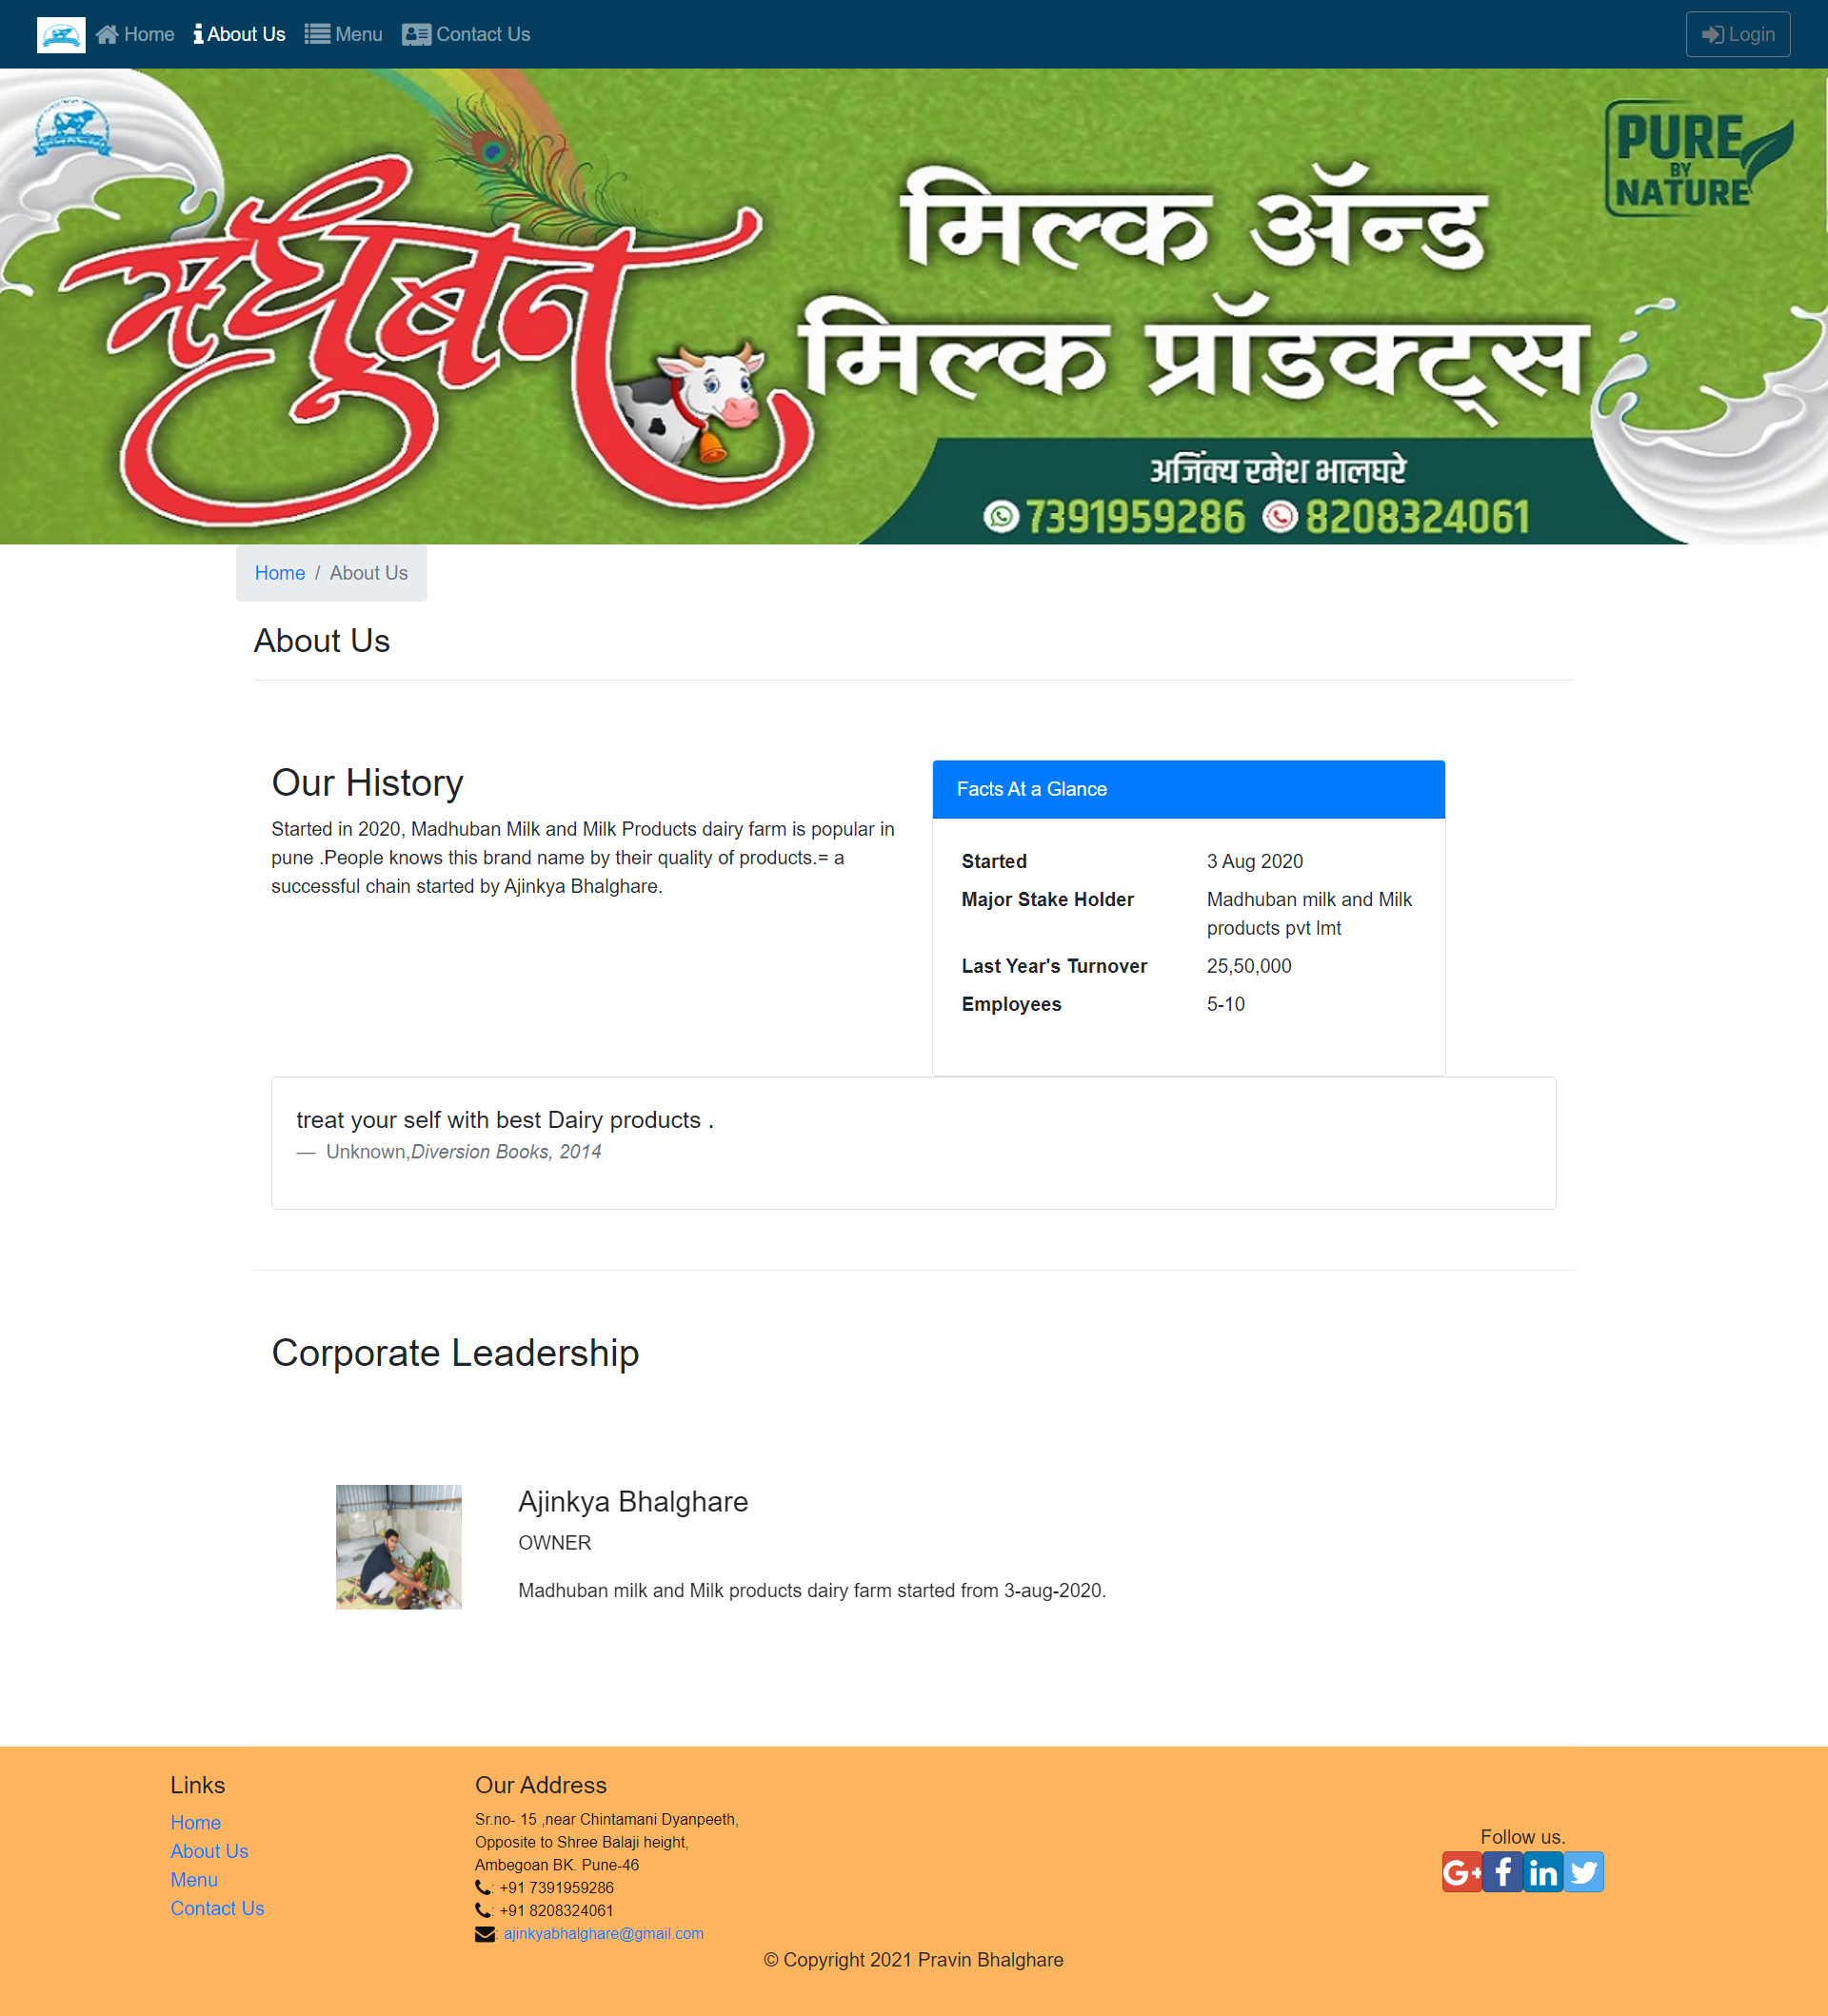 Home About Us Menu Contact Us Login
PURE
BY
NATURE
मधुबन
मिल्क ॲन्ड
मिल्क प्रॉडक्ट्स
अजिंक्य रमेश भालघरे
7391959286 8208324061
Home / About Us
About Us
Our History
Started in 2020, Madhuban Milk and Milk Products dairy farm is popular in
pune .People knows this brand name by their quality of products.= a
successful chain started by Ajinkya Bhalghare.
Facts At a Glance
Started 3 Aug 2020
Major Stake Holder Madhuban milk and Milk
products pvt lmt
Last Year's Turnover 25,50,000
Employees 5-10
treat your self with best Dairy products .
— Unknown,Diversion Books, 2014
Corporate Leadership
Ajinkya Bhalghare
OWNER
Madhuban milk and Milk products dairy farm started from 3-aug-2020.
Links
Home
About Us
Menu
Contact Us
Our Address
Sr.no- 15 ,near Chintamani Dyanpeeth,
Opposite to Shree Balaji height,
Ambegoan BK. Pune-46
: +91 7391959286
: +91 8208324061
: ajinkyabhalghare@gmail.com
Follow us.
G+ f in
© Copyright 2021 Pravin Bhalghare